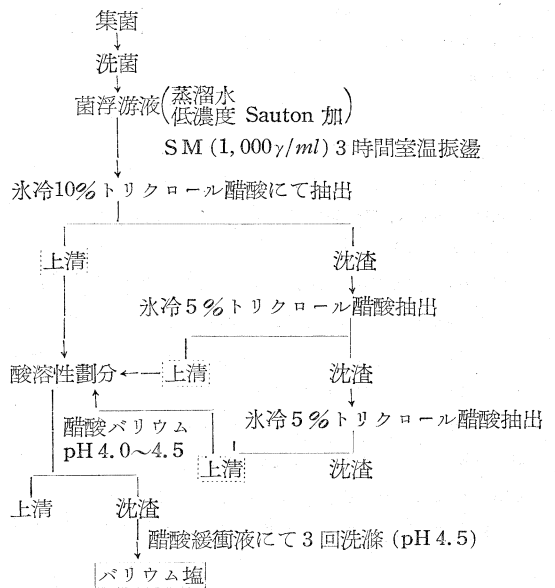 集菌
洗菌
菌浮游液(蒸溜水
低濃度 Sauton 加)
SM (1,000γ/ml) 3時間室温振盪
氷冷10%トリクロール醋酸にて抽出
上清 沈渣
氷冷5%トリクロール醋酸抽出
酸溶性劃分 上清 沈渣
醋酸バリウム 氷冷5%トリクロール醋酸抽出
pH 4.0～4.5
上清 沈渣
上清 沈渣
醋酸緩衝液にて3回洗滌 (pH 4.5)
バリウム塩